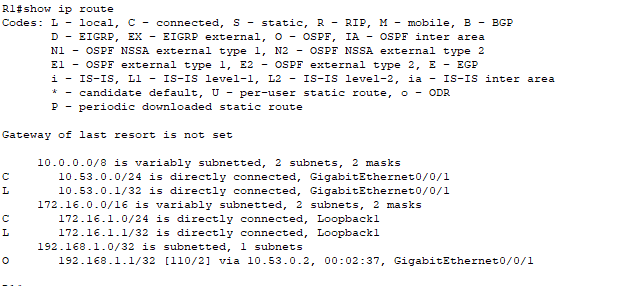 R1#show ip route
Codes: L - local, C - connected, S - static, R - RIP, M - mobile, B - BGP
D - EIGRP, EX - EIGRP external, O - OSPF, IA - OSPF inter area
N1 - OSPF NSSA external type 1, N2 - OSPF NSSA external type 2
E1 - OSPF external type 1, E2 - OSPF external type 2, E - EGP
i - IS-IS, L1 - IS-IS level-1, L2 - IS-IS level-2, ia - IS-IS inter area
* - candidate default, U - per-user static route, o - ODR
P - periodic downloaded static route
Gateway of last resort is not set
10.0.0.0/8 is variably subnetted, 2 subnets, 2 masks
C 10.53.0.0/24 is directly connected, GigabitEthernet0/0/1
L 10.53.0.1/32 is directly connected, GigabitEthernet0/0/1
172.16.0.0/16 is variably subnetted, 2 subnets, 2 masks
C 172.16.1.0/24 is directly connected, Loopback1
L 172.16.1.1/32 is directly connected, Loopback1
192.168.1.0/32 is subnetted, 1 subnets
O 192.168.1.1/32 [110/2] via 10.53.0.2, 00:02:37, GigabitEthernet0/0/1